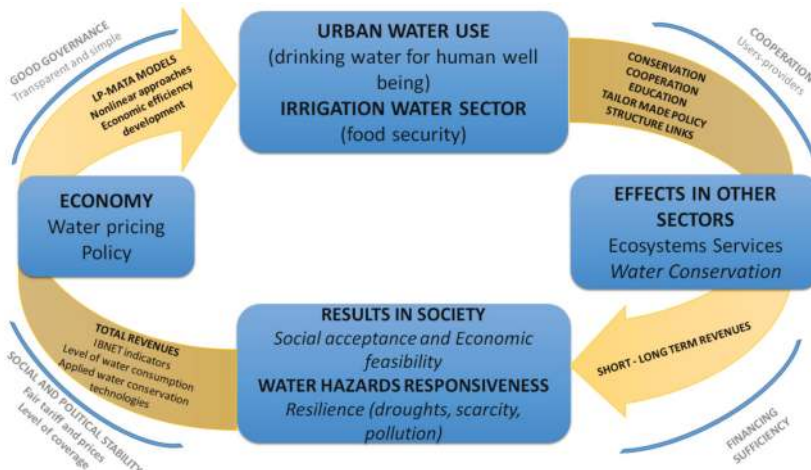 GOOD GOVERNANCE
Transparent and simple
LP-MATA MODELS
Nonlinear approaches
Economic efficiency
development
URBAN WATER USE
(drinking water for human well
being)
IRRIGATION WATER SECTOR
(food security)
CONSERVATION
COOPERATION
EDUCATION
TAILOR MADE POLICY
STRUCTURE LINKS
COOPERATION
Users-providers
ECONOMY
Water pricing
Policy
EFFECTS IN OTHER
SECTORS
Ecosystems Services
Water Conservation
RESULTS IN SOCIETY
Social acceptance and Economic
feasibility
WATER HAZARDS RESPONSIVENESS
Resilience (droughts, scarcity,
pollution)
SHORT - LONG TERM REVENUES
FINANCING
SUFFICIENCY
TOTAL REVENUES
IBNET indicators
Level of water consumption
Applied water conservation
technologies
SOCIAL AND POLITICAL STABILITY
Fair tariff and prices
Level of coverage